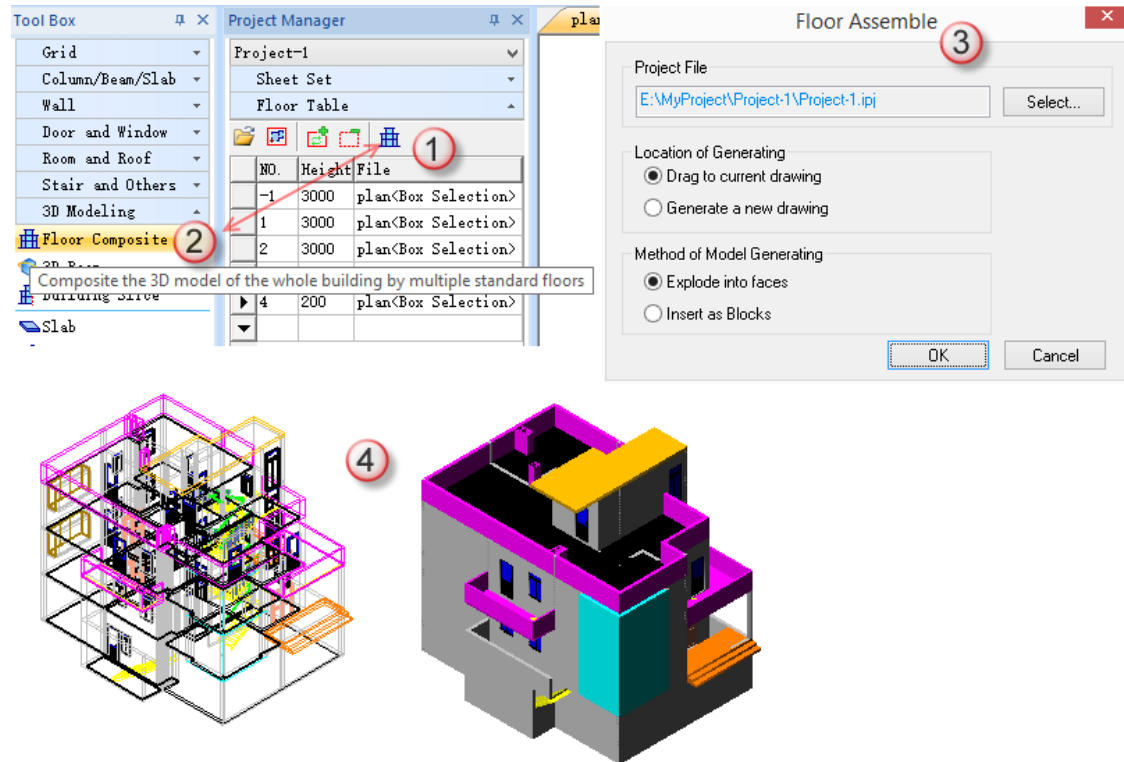 Tool Box
Grid
Column/Beam/Slab
Wall
Door and Window
Room and Roof
Stair and Others
3D Modeling
Floor Composite
2
Composite the 3D model of the whole building by multiple standard floors
Building Slice
Slab
Project Manager
Project-1
Sheet Set
Floor Table
1
NO. Height File
-1 3000 plan<Box Selection>
1 3000 plan<Box Selection>
2 3000 plan<Box Selection>
4 200 plan<Box Selection>
Floor Assemble
3
Project File
E:\MyProject\Project-1\Project-1.ipj
Select...
Location of Generating
Drag to current drawing
Generate a new drawing
Method of Model Generating
Explode into faces
Insert as Blocks
OK Cancel
4